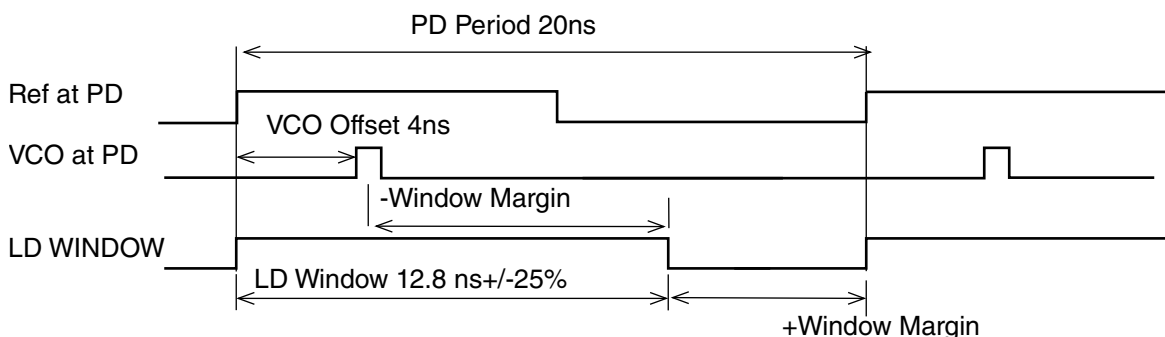 PD Period 20ns
Ref at PD
VCO Offset 4ns
VCO at PD
-Window Margin
LD WINDOW
LD Window 12.8 ns+/-25%
+Window Margin